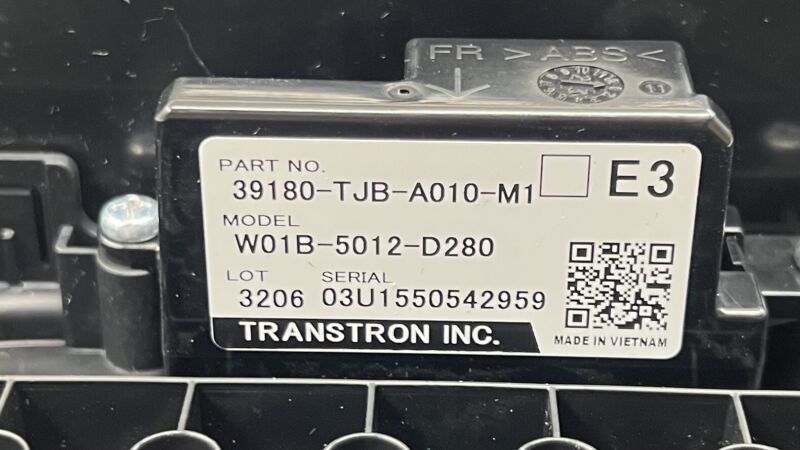 FR >ABS<
11
PART NO.
39180-TJB-A010-M1
E3
MODEL
W01B-5012-D280
LOT SERIAL
3206 03U1550542959
TRANSTRON INC.
MADE IN VIETNAM